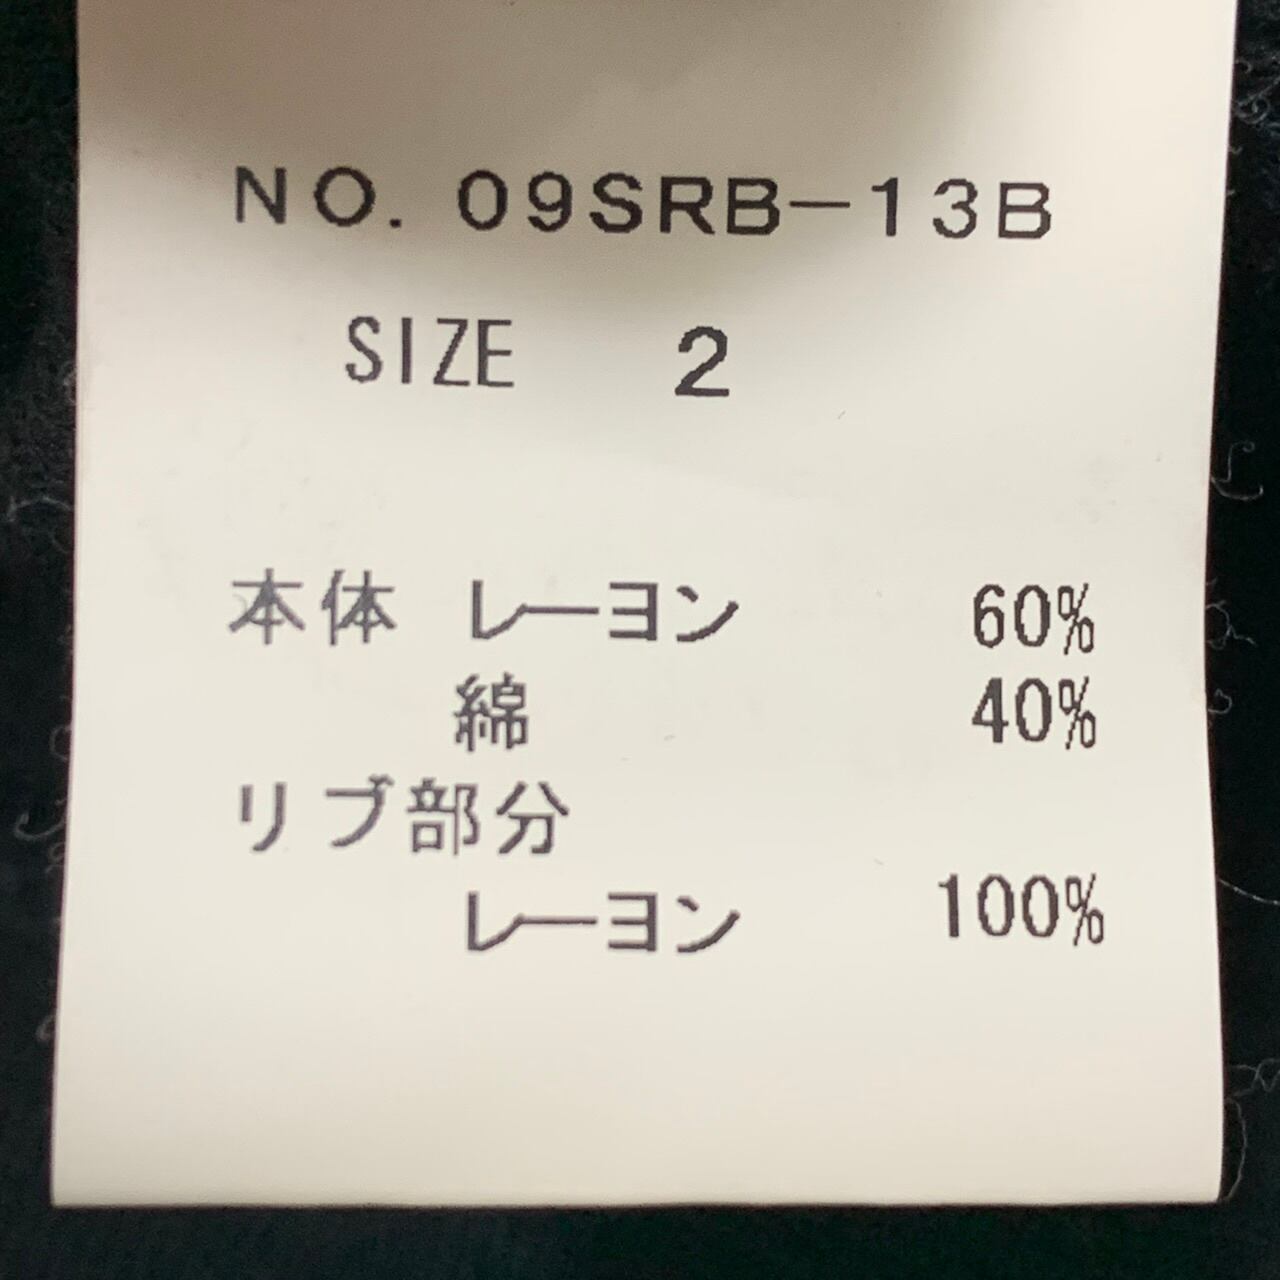 NO. 09SRB-13B
SIZE 2
本体 レーヨン 60%
綿 40%
リブ部分
レーヨン 100%